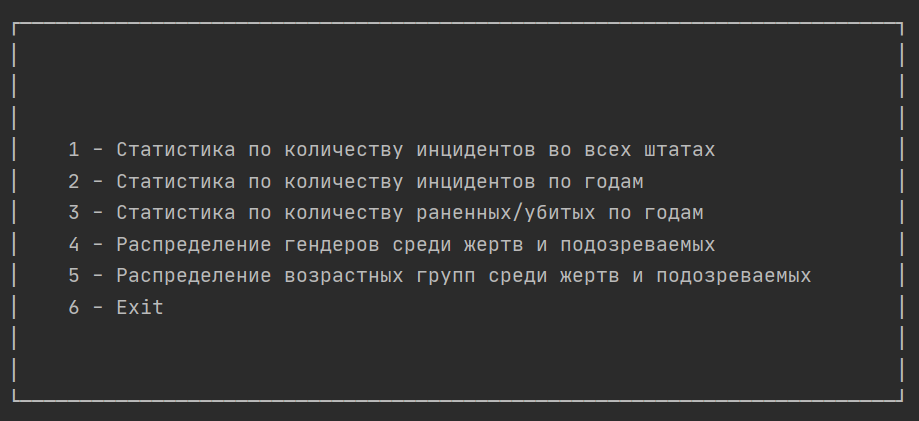 1 - Статистика по количеству инцидентов во всех штатах
2 - Статистика по количеству инцидентов по годам
3 - Статистика по количеству раненных/убитых по годам
4 - Распределение гендеров среди жертв и подозреваемых
5 - Распределение возрастных групп среди жертв и подозреваемых
6 - Exit